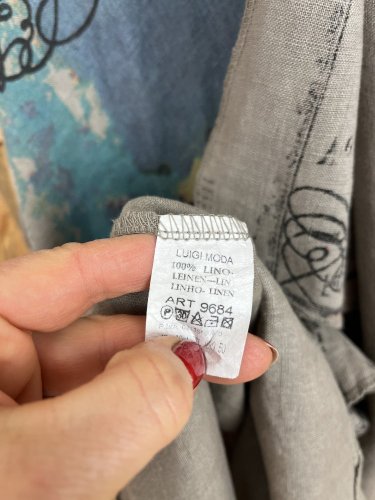 LUIGI MODA
100% LINO-
LEINEN-LIN
LINHO- LINEN
ART 9684
P